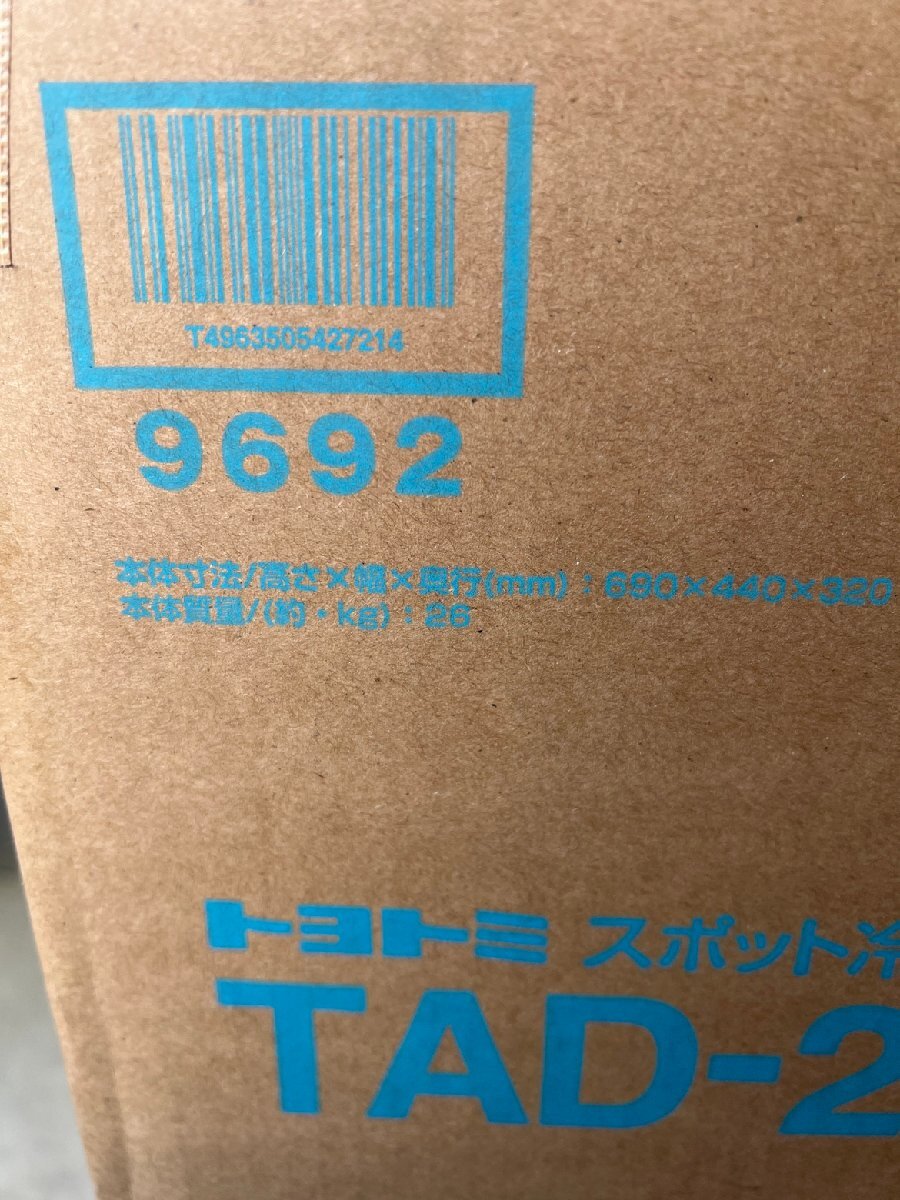 T4963505427214
9692
本体寸法/高さ×幅×奥行(mm):690×440×320
本体質量/(約・kg):26
トヨトミ スポット冷
TAD-2